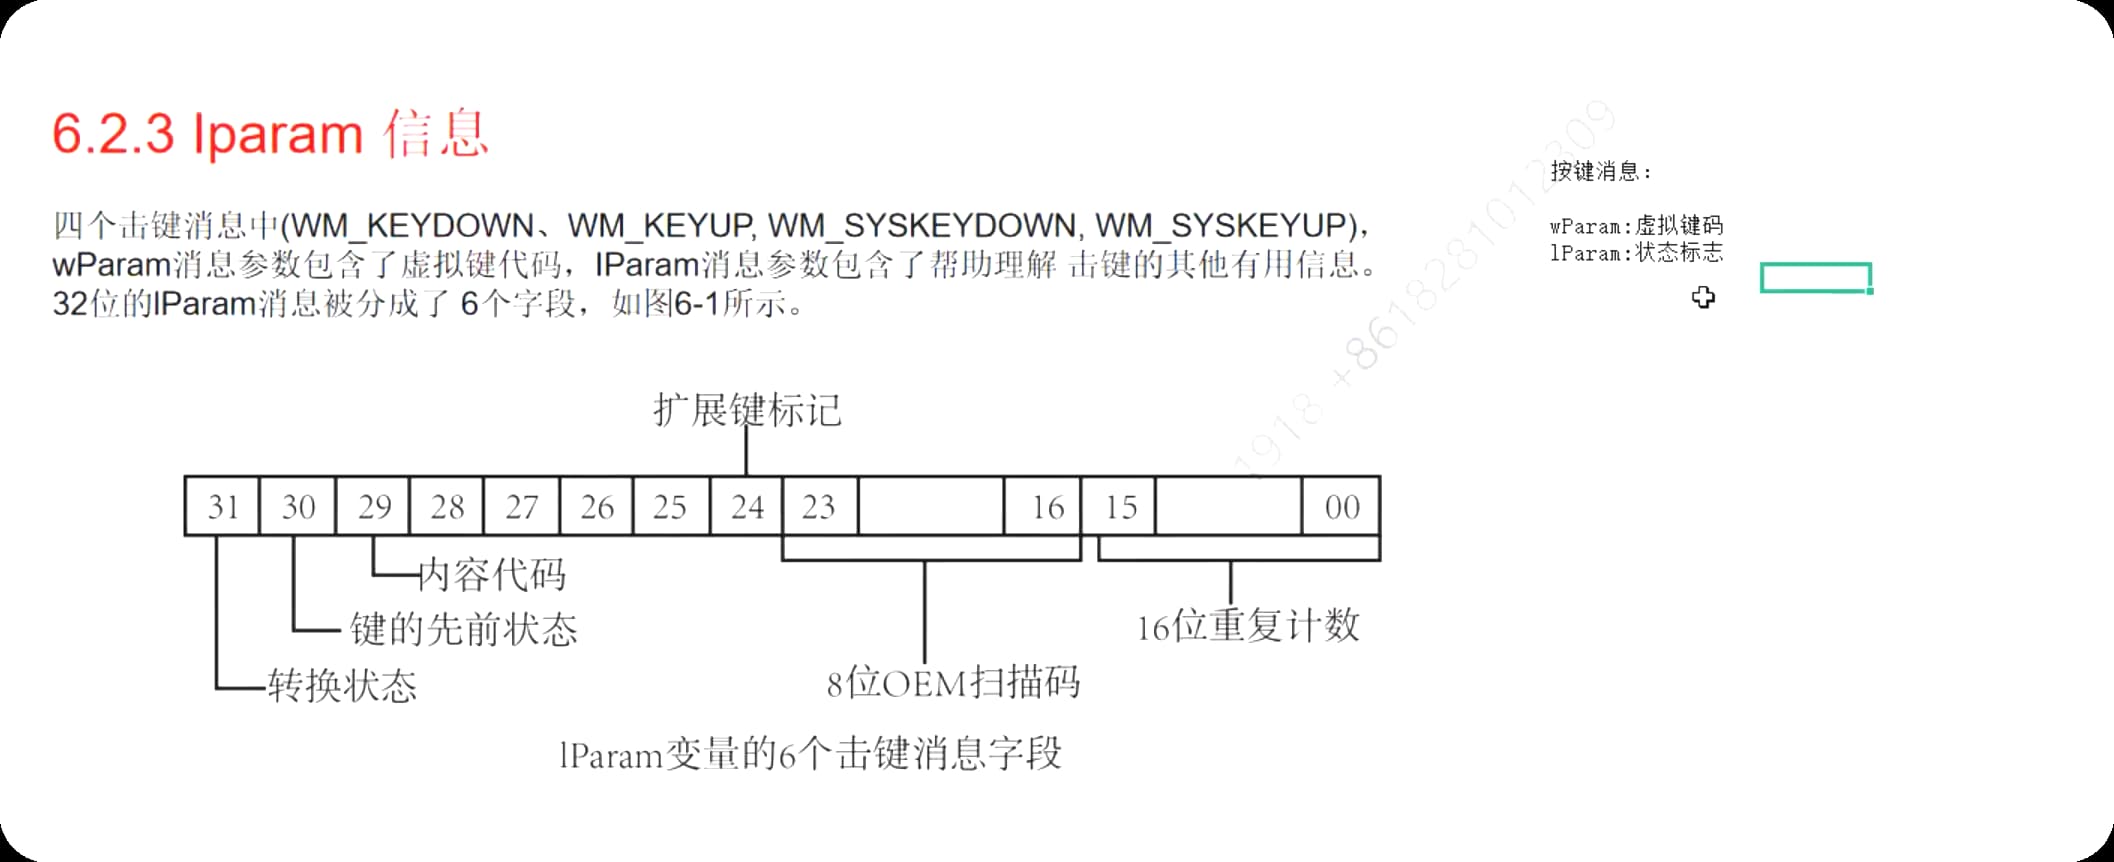 6.2.3 lparam 信息
四个击键消息中(WM_KEYDOWN、WM_KEYUP, WM_SYSKEYDOWN, WM_SYSKEYUP)，
wParam消息参数包含了虚拟键代码，lParam消息参数包含了帮助理解 击键的其他有用信息。
32位的lParam消息被分成了 6个字段，如图6-1所示。
按键消息:
wParam:虚拟键码
lParam:状态标志
1918 +8618281012309
扩展键标记
31 30 29 28 27 26 25 24 23 16 15 00
内容代码
键的先前状态
16位重复计数
转换状态
8位OEM扫描码
lParam变量的6个击键消息字段